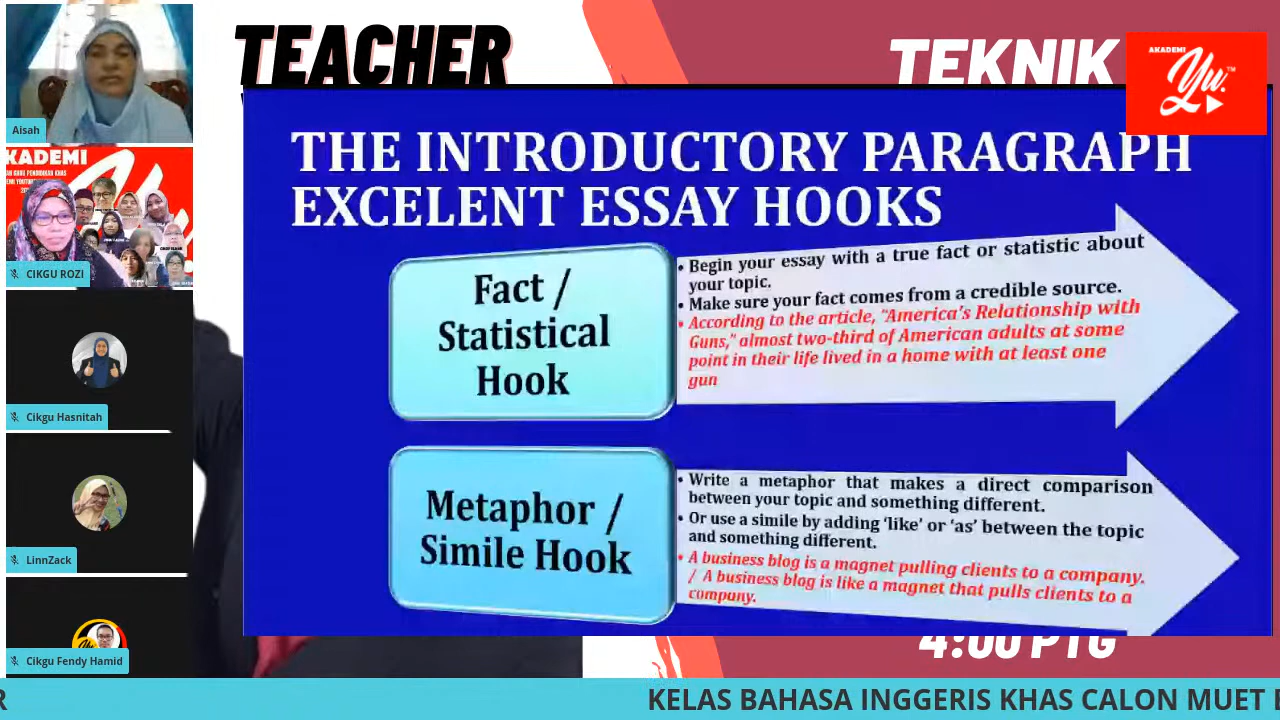 TEACHER
TEKNIK
AKADEMI
Yu.
TM
Aisah
KADEMI
CiKGU ROZI
Cikgu Hasnitah
LinnZack
Cikgu Fendy Hamid
THE INTRODUCTORY PARAGRAPH
EXCELENT ESSAY HOOKS
Fact /
Statistical
Hook
• Begin your essay with a true fact or statistic about
your topic.
• Make sure your fact comes from a credible source.
• According to the article, “America’s Relationship with
Guns,” almost two-third of American adults at some
point in their life lived in a home with at least one
gun
Metaphor /
Simile Hook
• Write a metaphor that makes a direct comparison
between your topic and something different.
• Or use a simile by adding ‘like’ or ‘as’ between the topic
and something different.
• A business blog is a magnet pulling clients to a company.
/ A business blog is like a magnet that pulls clients to a
company.
4:00 PTG
R
KELAS BAHASA INGGERIS KHAS CALON MUET